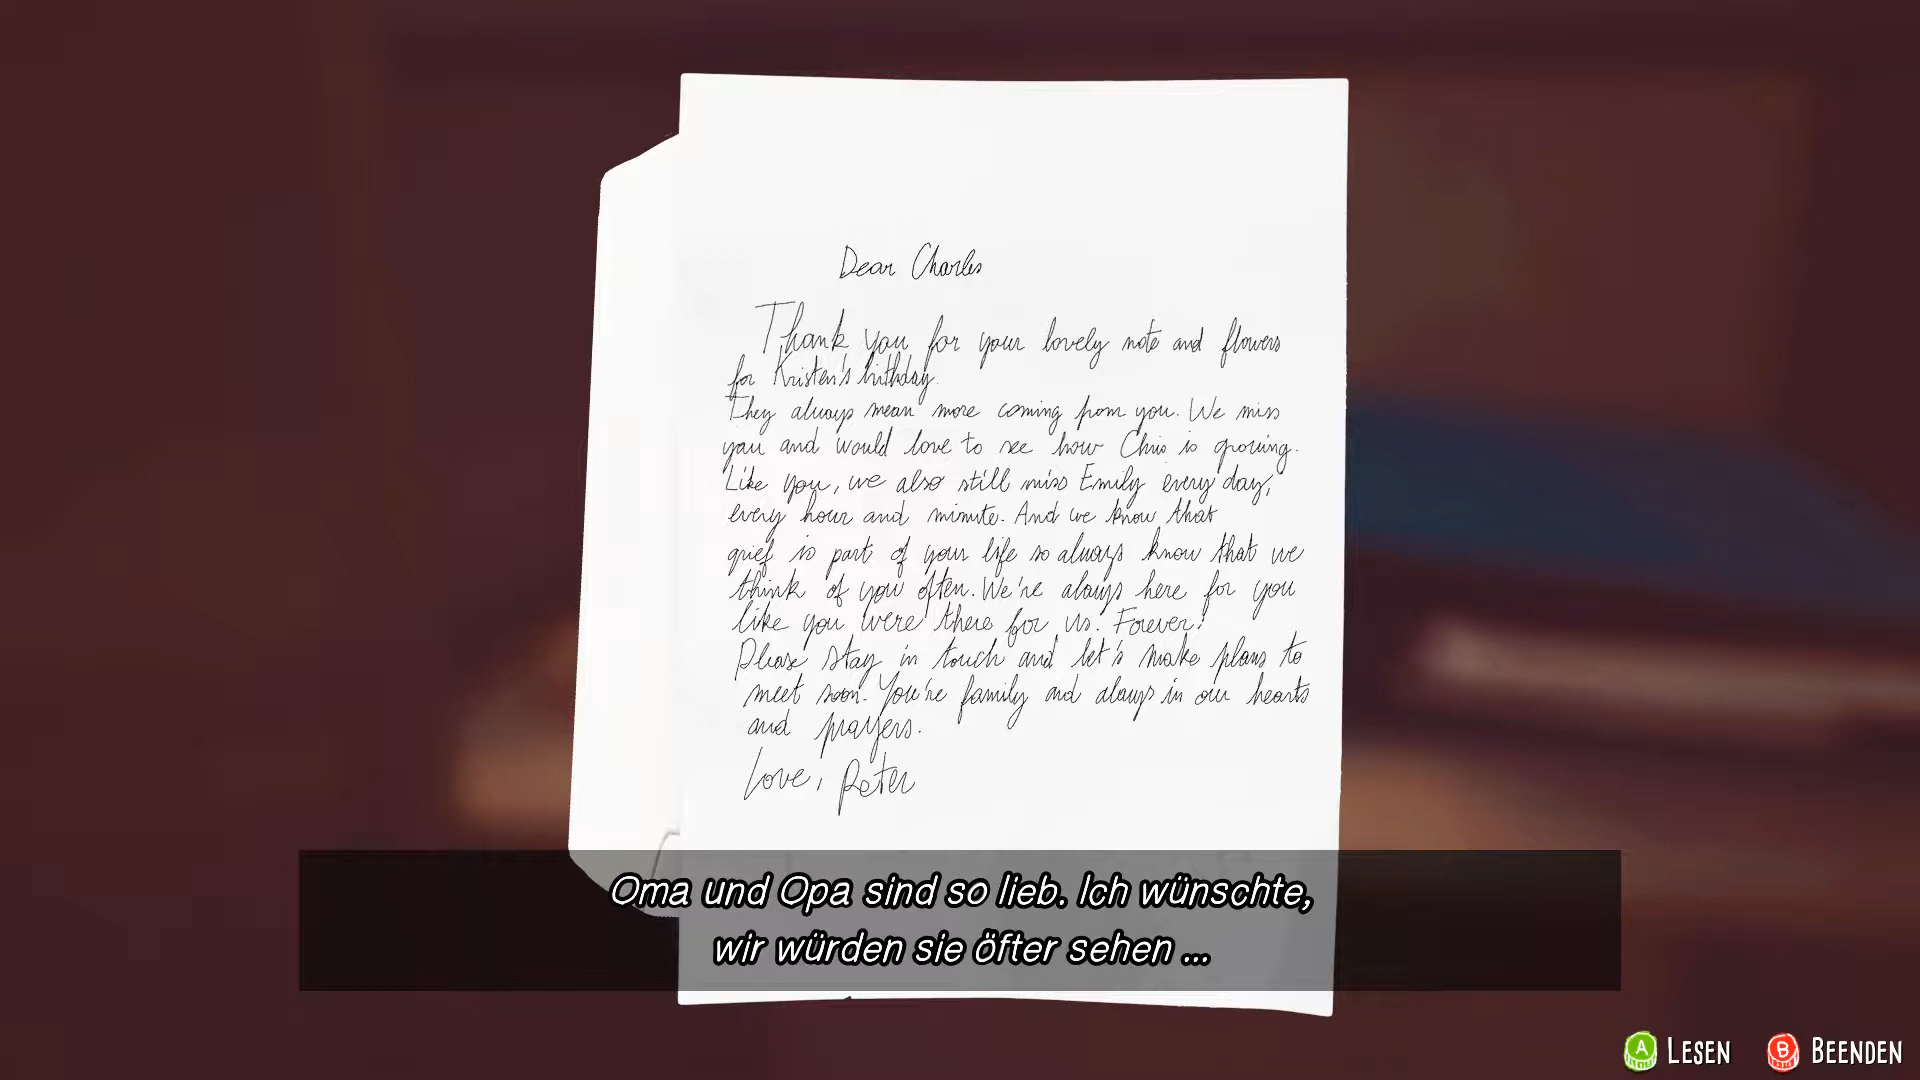 Dear Charles
Thank you for your lovely note and flowers
for Kristen's birthday.
They always mean more coming from you. We miss
you and would love to see how Chris is growing.
Like you, we also still miss Emily every day,
every hour and minute. And we know that
grief is part of your life so always know that we
think of you often. We're always here for you
like you were there for us. Forever!
Please stay in touch and let's make plans to
meet soon. You're family and always in our hearts
and prayers.
Love, Peter
Oma und Opa sind so lieb. Ich wünschte,
wir würden sie öfter sehen ...
A LESEN B BEENDEN